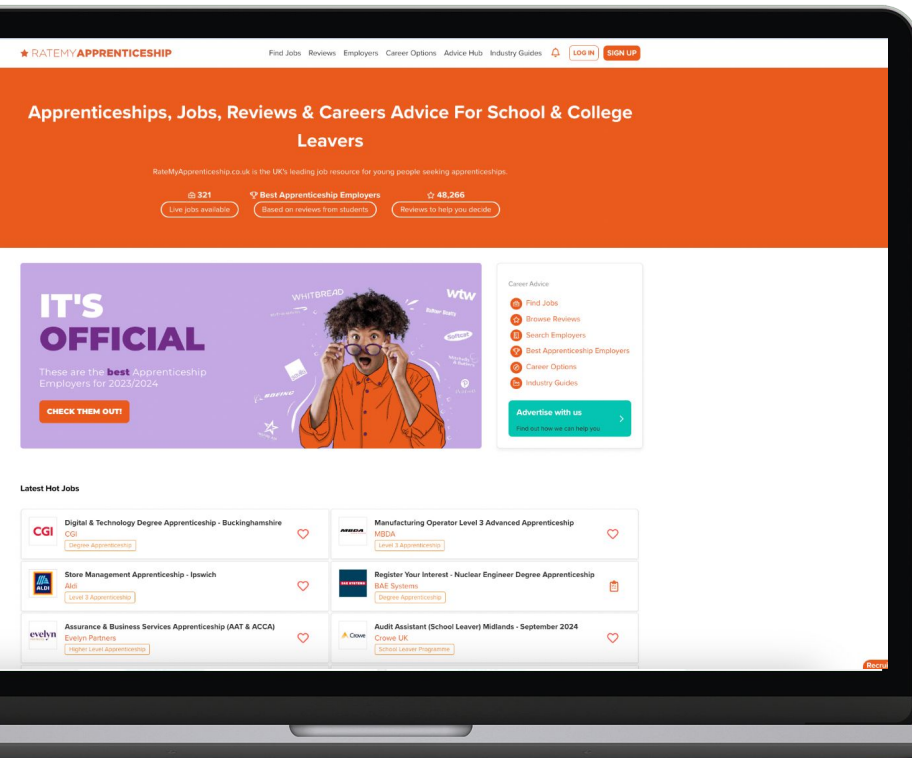 RATEMYAPPRENTICESHIP
Find Jobs Reviews Employers Career Options Advice Hub Industry Guides LOG IN SIGN UP
Apprenticeships, Jobs, Reviews & Careers Advice For School & College
Leavers
RateMyApprenticeship.co.uk is the UK's leading job resource for young people seeking apprenticeships.
321 Best Apprenticeship Employers 48,266
Live jobs available Based on reviews from students Reviews to help you decide
IT'S
OFFICIAL
These are the best Apprenticeship
Employers for 2023/2024
CHECK THEM OUT!
WHITBREAD
wtw
Softcat
BOEING
Career Advice
Find Jobs
Browse Reviews
Search Employers
Best Apprenticeship Employers
Career Options
Industry Guides
Advertise with us
Find out how we can help you
Latest Hot Jobs
CGI
Digital & Technology Degree Apprenticeship - Buckinghamshire
CGI
Degree Apprenticeship
MBDA
Manufacturing Operator Level 3 Advanced Apprenticeship
MBDA
Level 3 Apprenticeship
ALDI
Store Management Apprenticeship - Ipswich
Aldi
Level 3 Apprenticeship
BAE SYSTEMS
Register Your Interest - Nuclear Engineer Degree Apprenticeship
BAE Systems
Degree Apprenticeship
evelyn
Assurance & Business Services Apprenticeship (AAT & ACCA)
Evelyn Partners
Higher Level Apprenticeship
Crowe
Audit Assistant (School Leaver) Midlands - September 2024
Crowe UK
School Leaver Programme